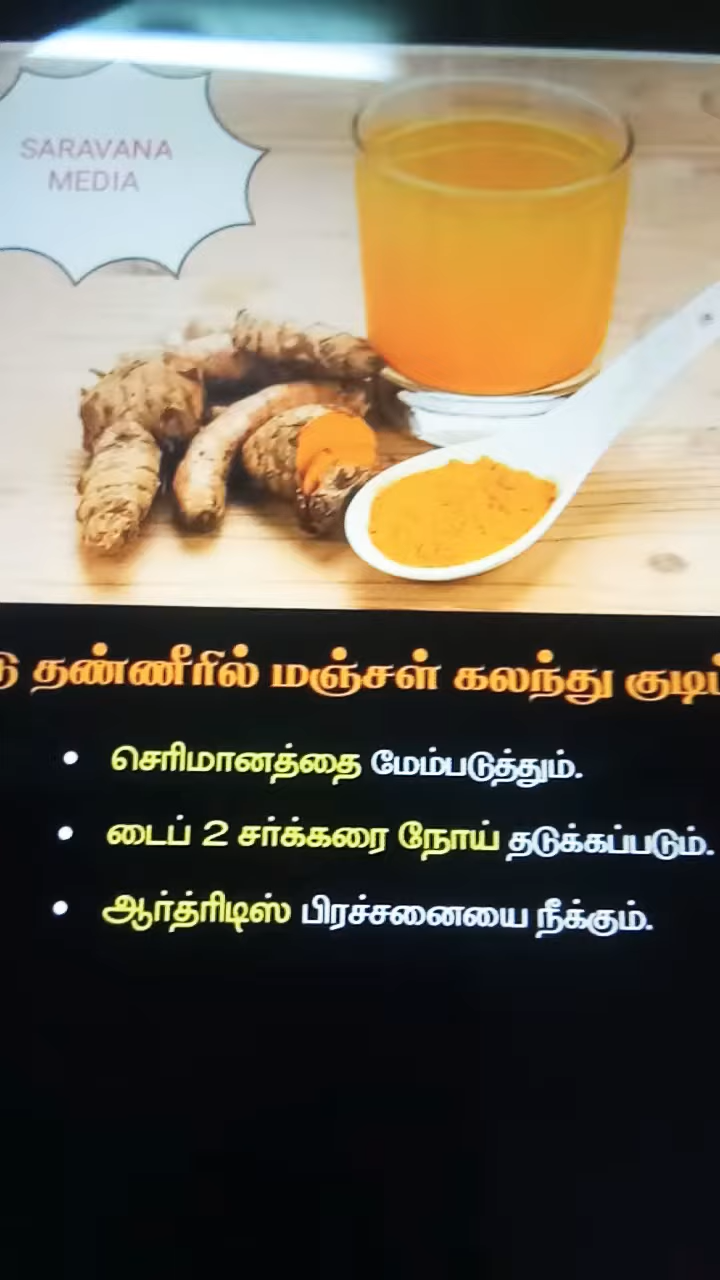 SARAVANA
MEDIA
தண்ணீரில் மஞ்சள் கலந்து
• செரிமானத்தை மேம்படுத்தும்.
• டைப் 2 சர்க்கரை நோய் தடுக்கப்படும்.
• ஆர்த்ரிடிஸ் பிரச்சனையை நீக்கும்.